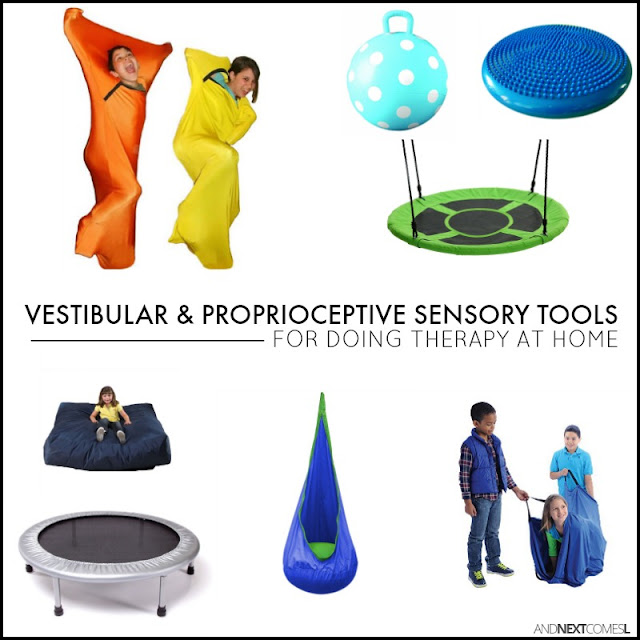 VESTIBULAR & PROPRIOCEPTIVE SENSORY TOOLS
FOR DOING THERAPY AT HOME
ANDNEXTCOMESL